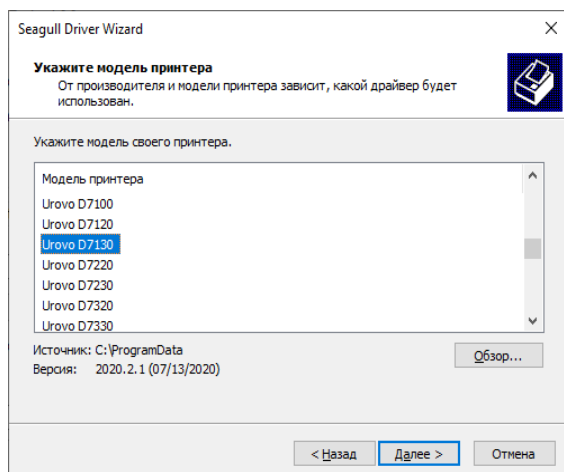 Seagull Driver Wizard
Укажите модель принтера
От производителя и модели принтера зависит, какой драйвер будет
использован.
Укажите модель своего принтера.
Модель принтера
Urovo D7100
Urovo D7120
Urovo D7130
Urovo D7220
Urovo D7230
Urovo D7320
Urovo D7330
Источник: C:\ProgramData
Версия: 2020.2.1 (07/13/2020)
Обзор...
< Назад
Далее >
Отмена